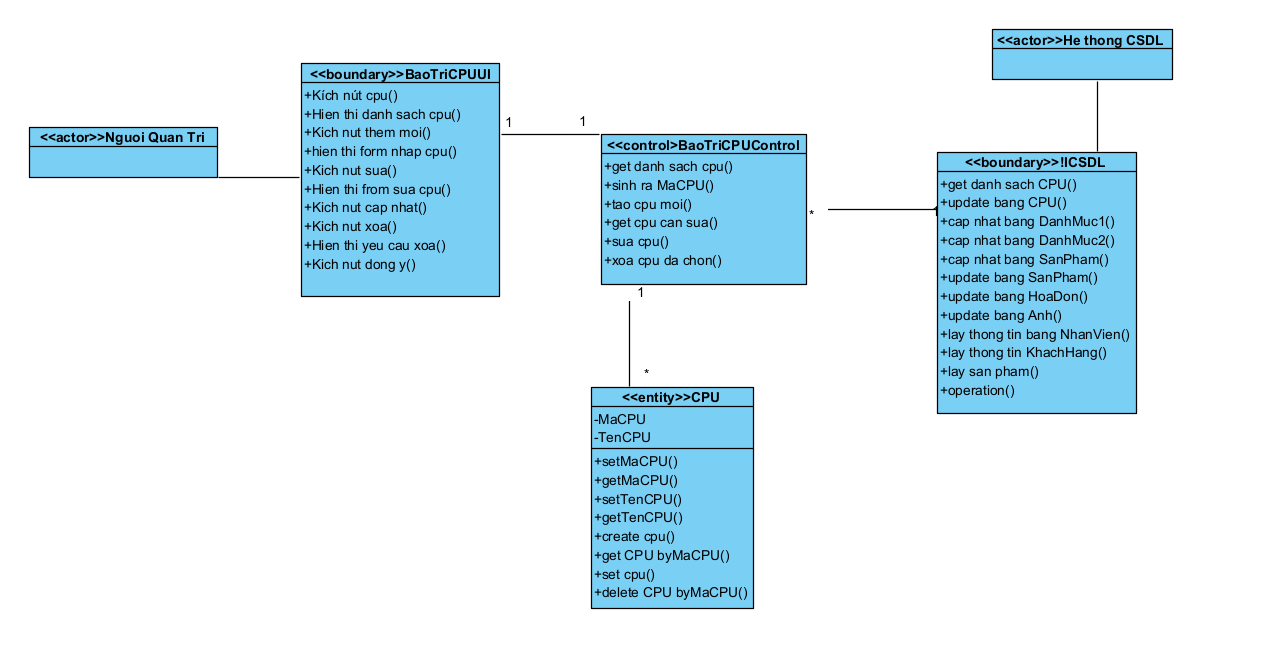 <<actor>>He thong CSDL
<<boundary>>BaoTriCPUUI
+Kích nút cpu()
+Hien thi danh sach cpu()
+Kich nut them moi()
+hien thi form nhap cpu()
+Kich nut sua()
+Hien thi from sua cpu()
+Kich nut cap nhat()
+Kich nut xoa()
+Hien thi yeu cau xoa()
+Kich nut dong y()
<<actor>>Nguoi Quan Tri
1
1
<<control>BaoTriCPUControl
+get danh sach cpu()
+sinh ra MaCPU()
+tao cpu moi()
+get cpu can sua()
+sua cpu()
+xoa cpu da chon()
*
1
<<boundary>>!ICSDL
+get danh sach CPU()
+update bang CPU()
+cap nhat bang DanhMuc1()
+cap nhat bang DanhMuc2()
+cap nhat bang SanPham()
+update bang SanPham()
+update bang HoaDon()
+update bang Anh()
+lay thong tin bang NhanVien()
+lay thong tin KhachHang()
+lay san pham()
+operation()
1
*
<<entity>>CPU
-MaCPU
-TenCPU
+setMaCPU()
+getMaCPU()
+setTenCPU()
+getTenCPU()
+create cpu()
+get CPU byMaCPU()
+set cpu()
+delete CPU byMaCPU()